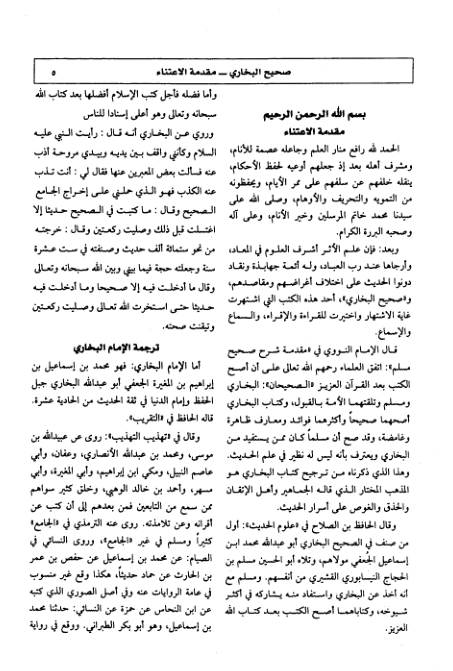 صحيح البخاري ــ مقدمة الاعتناء
٥
بسم الله الرحمن الرحيم
مقدمة الاعتناء
الحمد لله رافع منار العلم وجاعله عصمة للأنام،
ومشرف أهله بعد إذ جعلهم أوعيه لحفظ الأحكام،
ينقله خلفهم عن سلفهم على ممر الأيام، ويحفظونه
من التمويه والتحريف والأوهام، وصلى الله على
سيدنا محمد خاتم المرسلين وخير الأنام، وعلى آله
وصحبه البررة الكرام.
وبعد: فإن علم الأثر أشرف العلوم في المعاد،
وأرجاها عند رب العباد، وله أئمة جهابذة ونقاد
دونوا الحديث على اختلاف أغراضهم ومقاصدهم،
و«صحيح البخاري»، أحد هذه الكتب التي اشتهرت
غاية الاشتهار واختيرت للقراءة والإقراء، والسماع
والإسماع.
قال الإمام النووي في «مقدمة شرح صحيح
مسلم»: اتفق العلماء رحمهم الله تعالى على أن أصح
الكتب بعد القرآن العزيز «الصحيحان»: البخاري
ومسلم وتلقتهما الأمة بالقبول، وكتاب البخاري
أصحهما صحيحاً وأكثرهما فوائد ومعارف ظاهرة
وغامضة، وقد صح أن مسلماً كان ممن يستفيد من
البخاري ويعترف بأنه ليس له نظير في علم الحديث.
وهذا الذي ذكرناه من ترجيح كتاب البخاري هو
المذهب المختار الذي قاله الجماهير وأهل الإتقان
والحذق والغوص على أسرار الحديث.
وقال الحافظ بن الصلاح في «علوم الحديث»: أول
من صنف في الصحيح البخاري أبو عبدالله محمد ابن
إسماعيل الجُعفي مولاهم، وتلاه أبو الحسين مسلم بن
الحجاج النيسابوري القشيري من أنفسهم. ومسلم مع
أنه أخذ عن البخاري واستفاد منه يشاركه في أكثر
شيوخه، وكتاباهما أصح الكتب بعد كتاب الله
العزيز.
وأما فضله فأجل كتب الإسلام أفضلها بعد كتاب الله
سبحانه وتعالى وهو أعلى إسنادا للناس
وروي عن البخاري أنه قال: رأيت النبي عليه
السلام وكأنني واقف بين يديه وبيدي مروحة أذب
عنه فسألت بعض المعبرين عنها فقال لي: أنت تذب
عنه الكذب فهو الذي حملني على إخراج الجامع
الصحيح وقال: ما كتبت في الصحيح حديثا إلا
اغتسلت قبل ذلك وصليت ركعتين وقال: خرجته
من نحو ستمائة ألف حديث وصنفته في ست عشرة
سنة وجعلته حجة فيما بيني وبين الله سبحانه وتعالى
وقال ما أدخلت فيه إلا صحيحا وما أدخلت فيه
حديثا حتى استخرت الله تعالى وصليت ركعتين
وتيقنت صحته.
ترجمة الإمام البخاري
أما الإمام البخاري: فهو محمد بن إسماعيل بن
إبراهيم بن المغيرة الجعفي أبو عبدالله البخاري جبل
الحفظ وإمام الدنيا في ثقة الحديث من الحادية عشرة.
قاله الحافظ في «التقريب».
وقال في «تهذيب التهذيب»: روى عن عبيدالله بن
موسى، ومحمد بن عبدالله الأنصاري، وعفان، وأبي
عاصم النبيل، ومكي ابن إبراهيم، وأبي المغيرة، وأبي
مسهر، وأحمد بن خالد الوهبي، وخلق كثير سواهم
ممن سمع من التابعين فمن بعدهم إلى أن كتب عن
أقرانه وعن تلامذته. روى عنه الترمذي في «الجامع»
كثيراً ومسلم في غير «الجامع»، وروى النسائي في
الصيام: عن محمد بن إسماعيل عن حفص بن عمر
بن الحارث عن حماد حديثاً، هكذا وقع غير منسوب
في عامة الروايات عنه وفي أصل الصوري الذي كتبه
عن ابن النحاس عن حمزة عن النسائي: حدثنا محمد
بن إسماعيل، وهو أبو بكر الطبراني. ووقع في رواية